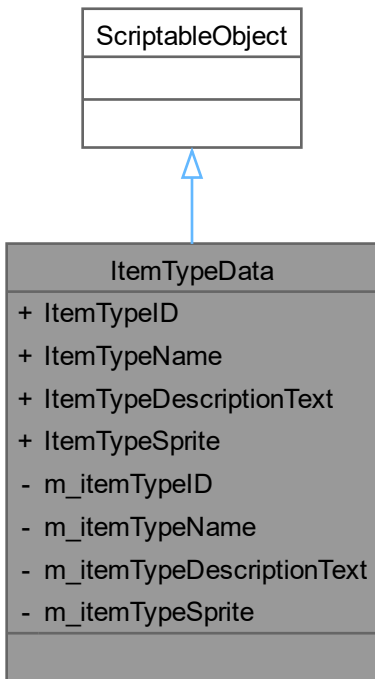 ScriptableObject
ItemTypeData
+ ItemTypeID
+ ItemTypeName
+ ItemTypeDescriptionText
+ ItemTypeSprite
- m_itemTypeID
- m_itemTypeName
- m_itemTypeDescriptionText
- m_itemTypeSprite